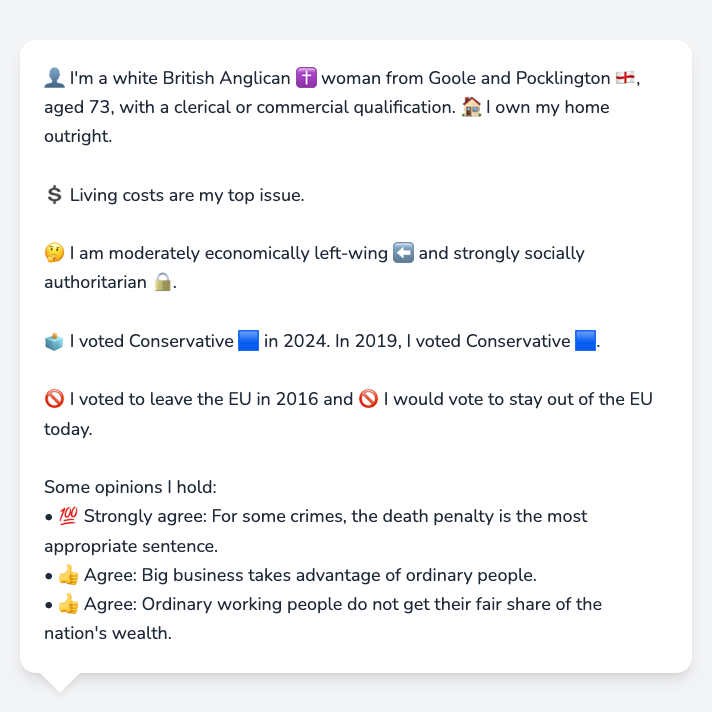 👤 I'm a white British Anglican ✝️ woman from Goole and Pocklington 🏴󠁧󠁢󠁥󠁮󠁧󠁿,
aged 73, with a clerical or commercial qualification. 🏠 I own my home
outright.
💲 Living costs are my top issue.
🤔 I am moderately economically left-wing ⬅️ and strongly socially
authoritarian 🔒.
🗳️ I voted Conservative 🟦 in 2024. In 2019, I voted Conservative 🟦.
🚫 I voted to leave the EU in 2016 and 🚫 I would vote to stay out of the EU
today.
Some opinions I hold:
• 💯 Strongly agree: For some crimes, the death penalty is the most
appropriate sentence.
• 👍 Agree: Big business takes advantage of ordinary people.
• 👍 Agree: Ordinary working people do not get their fair share of the
nation's wealth.